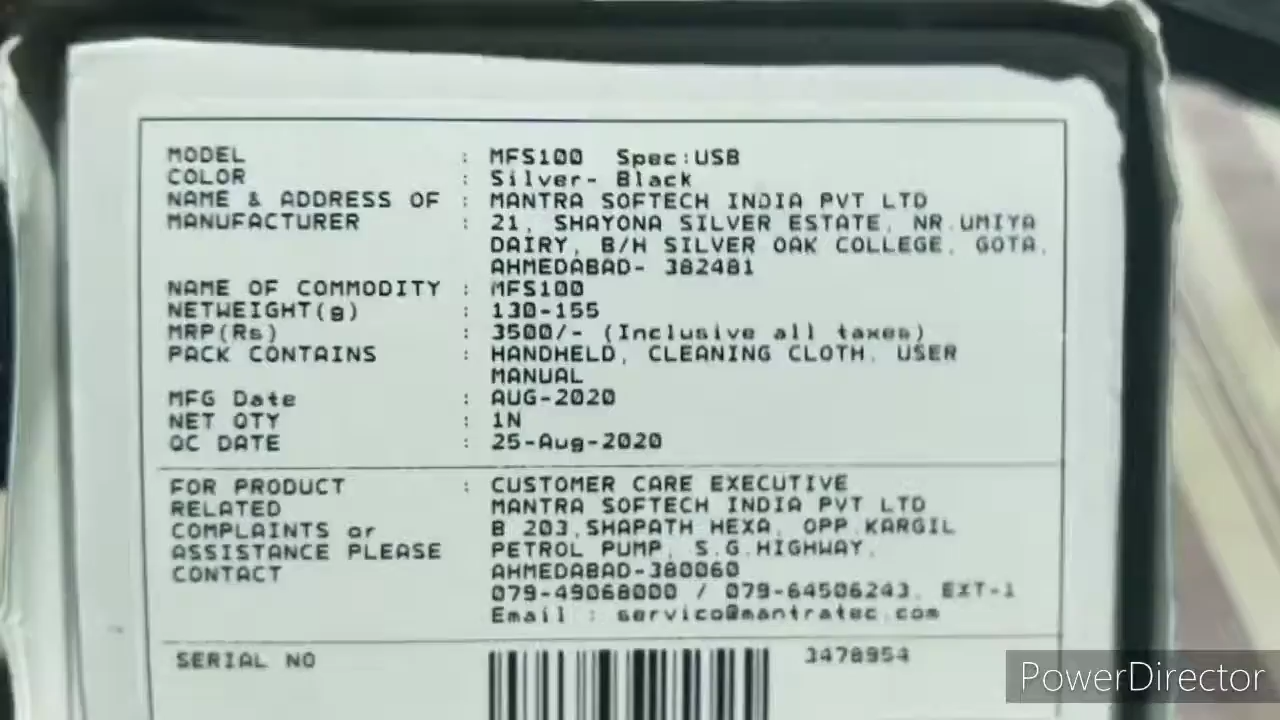 MODEL : MFS100 Spec:USB
COLOR : Silver- Black
NAME & ADDRESS OF : MANTRA SOFTECH INDIA PVT LTD
MANUFACTURER : 21, SHAYONA SILVER ESTATE, NR.UMIYA
DAIRY, B/H SILVER OAK COLLEGE, GOTA,
AHMEDABAD- 382481
NAME OF COMMODITY : MFS100
NETWEIGHT(g) : 130-155
MRP(Rs) : 3500/- (Inclusive all taxes)
PACK CONTAINS : HANDHELD, CLEANING CLOTH, USER
MANUAL
MFG Date : AUG-2020
NET QTY : 1N
QC DATE : 25-Aug-2020
FOR PRODUCT : CUSTOMER CARE EXECUTIVE
RELATED MANTRA SOFTECH INDIA PVT LTD
COMPLAINTS or B 203,SHAPATH HEXA, OPP.KARGIL
ASSISTANCE PLEASE PETROL PUMP, S.G.HIGHWAY,
CONTACT AHMEDABAD-380060
079-49068000 / 079-64506243, EXT-1
Email : servico@mantratec.com
SERIAL NO 3478954
PowerDirector